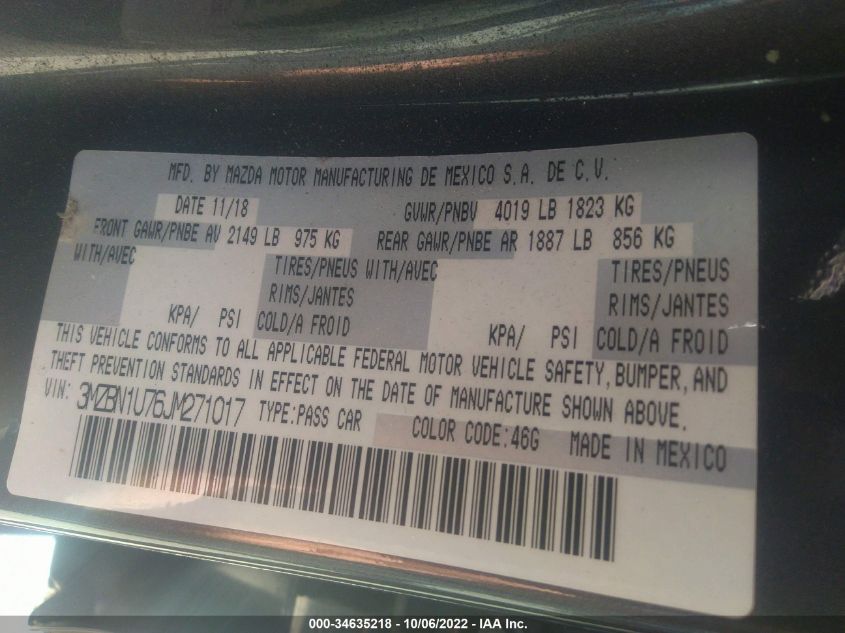 MFD. BY MAZDA MOTOR MANUFACTURING DE MEXICO S.A. DE C.V.
DATE 11/18 GVWR/PNBV 4019 LB 1823 KG
FRONT GAWR/PNBE AV 2149 LB 975 KG REAR GAWR/PNBE AR 1887 LB 856 KG
WITH/AVEC TIRES/PNEUS WITH/AVEC TIRES/PNEUS
RIMS/JANTES RIMS/JANTES
KPA/ PSI COLD/A FROID KPA/ PSI COLD/A FROID
THIS VEHICLE CONFORMS TO ALL APPLICABLE FEDERAL MOTOR VEHICLE SAFETY, BUMPER, AND
THEFT PREVENTION STANDARDS IN EFFECT ON THE DATE OF MANUFACTURE SHOWN ABOVE.
VIN: 3MZBN1U76JM271017 TYPE:PASS CAR COLOR CODE:46G MADE IN MEXICO
000-34635218 - 10/06/2022 - IAA Inc.